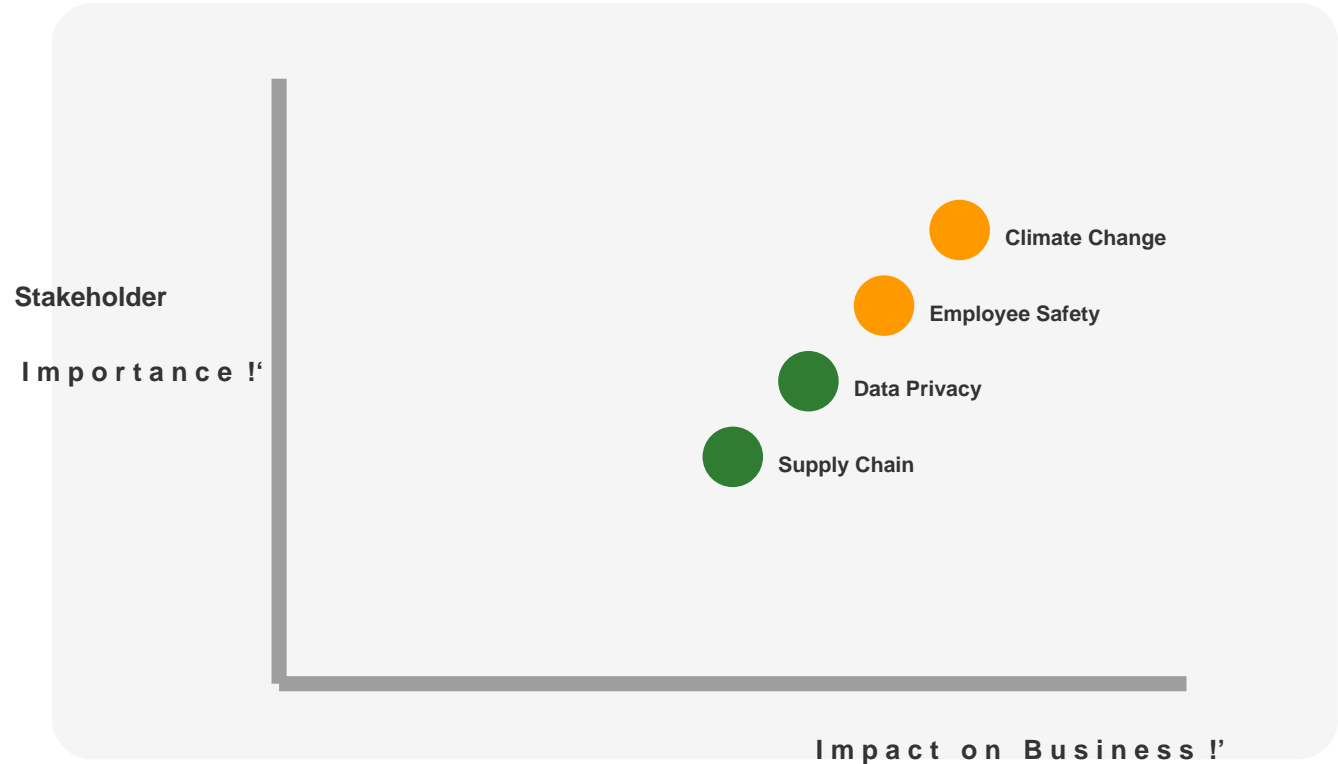 Climate Change
Stakeholder
Employee Safety
Importance !‘
Data Privacy
Supply Chain
Impact on Business !’